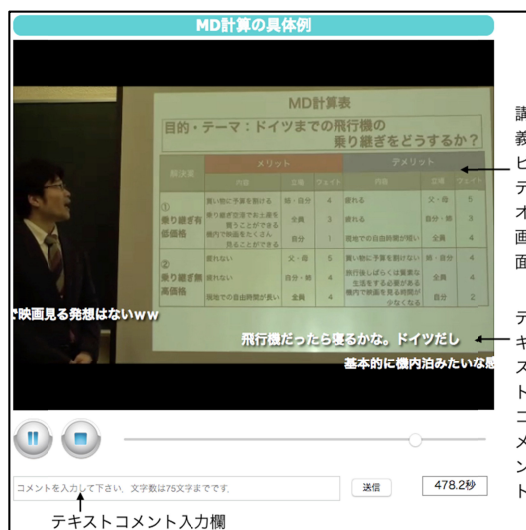 MD計算の具体例
MD計算表
目的・テーマ：ドイツまでの飛行機の
乗り継ぎをどうするか？
解決案
メリット
デメリット
内容
立場
ウェイト
内容
立場
ウェイト
①
乗り継ぎ有
低価格
買い物に予算を割ける
姉・自分
4
疲れる
父・母
5
乗り継ぎ空港でお土産を
買うことができる
全員
3
疲れる
自分・姉
3
機内で映画をたくさん
見ることができる
自分
1
現地での自由時間が短い
全員
4
②
乗り継ぎ無
高価格
疲れない
父・母
5
買い物に予算を割けない
姉・自分
4
疲れない
自分・姉
4
旅行後しばらくは質素な
生活をする必要がある
全員
4
現地での自由時間が長い
全員
4
機内で映画を見る時間が
少なくなる
自分
2
で映画見る発想はないｗｗ
飛行機だったら寝るかな。ドイツだし
基本的に機内泊みたいな感
コメントを入力して下さい。文字数は75文字までです。
送信
478.2秒
テキストコメント入力欄
講義ビデオ画面
テキストコメント